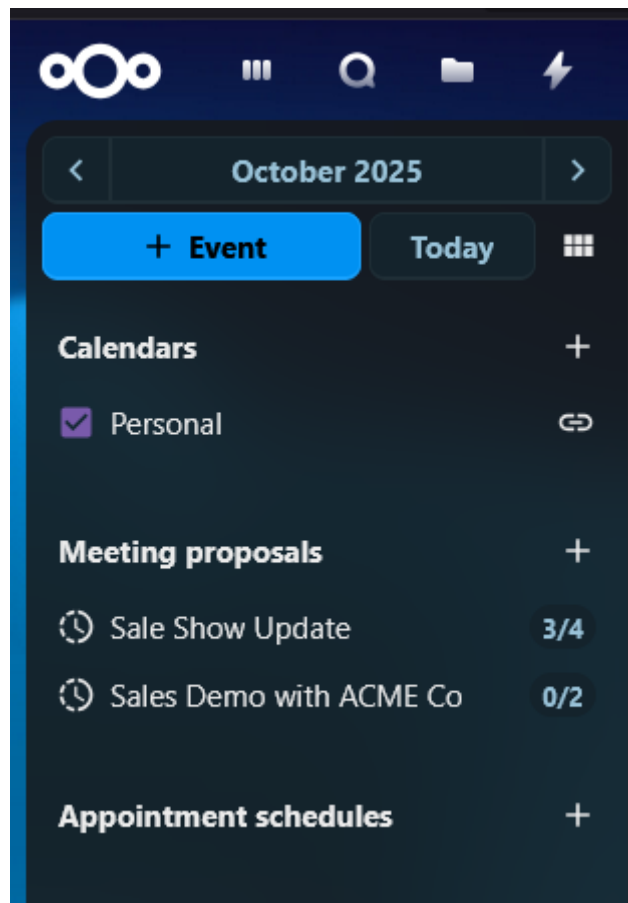 October 2025
+ Event Today
Calendars +
Personal
Meeting proposals +
Sale Show Update 3/4
Sales Demo with ACME Co 0/2
Appointment schedules +